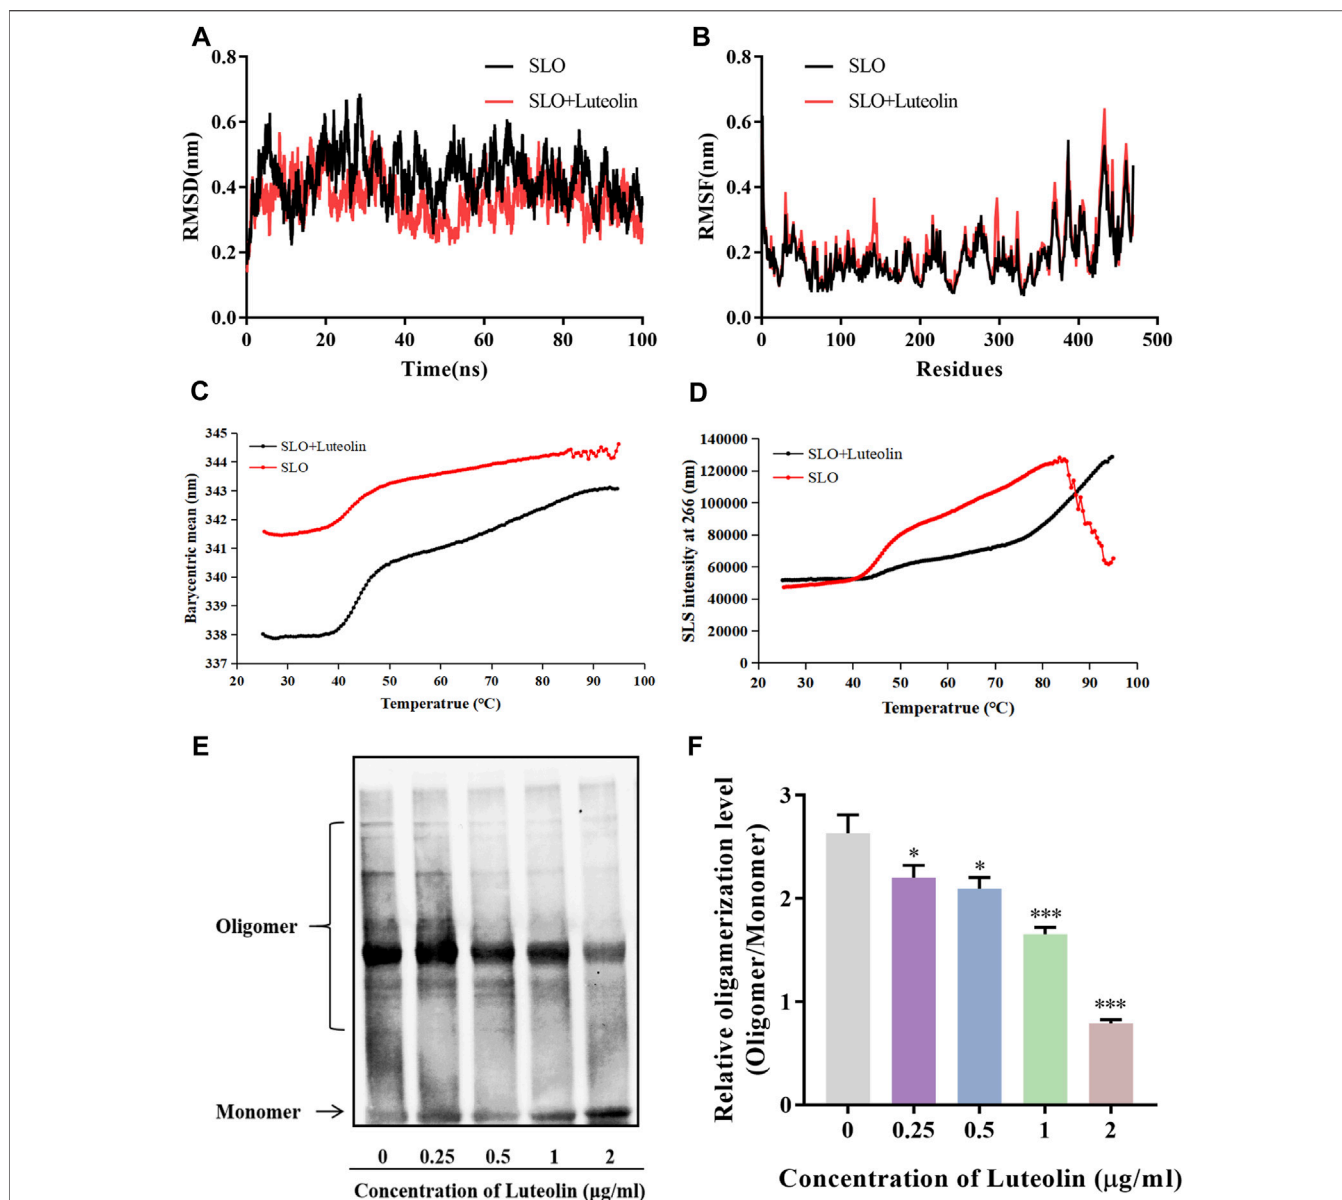 A
0.8
0.6
0.4
0.2
0.0
RMSD(nm)
SLO
SLO+Luteolin
0
20
40
60
80
100
Time(ns)
B
0.8
0.6
0.4
0.2
0.0
RMSF(nm)
SLO
SLO+Luteolin
0
100
200
300
400
500
Residues
C
345
344
343
342
341
340
339
338
337
Barycentric mean (nm)
SLO+Luteolin
SLO
20
30
40
50
60
70
80
90
100
Temperatrue (°C)
D
140000
120000
100000
80000
60000
40000
20000
0
SLS intensity at 266 (nm)
SLO+Luteolin
SLO
20
30
40
50
60
70
80
90
100
Temperatrue (°C)
E
Oligomer
Monomer
0 0.25 0.5 1 2
Concentration of Luteolin (μg/ml)
F
3
2
1
0
Relative oligamerization level
(Oligomer/Monomer)
*
*
***
***
0
0.25
0.5
1
2
Concentration of Luteolin (μg/ml)